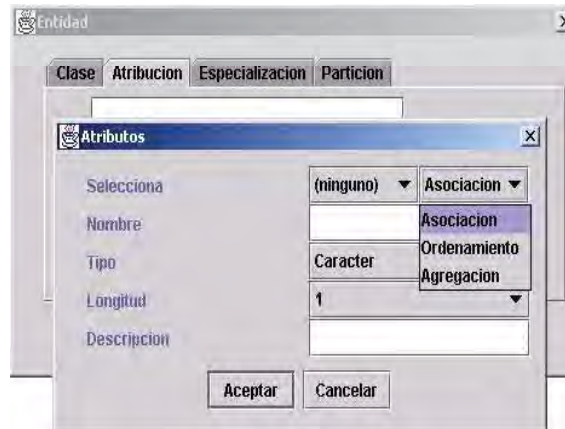 Entidad
Clase Atribucion Especializacion Particion
Atributos
Selecciona (ninguno) Asociacion
Asociacion
Nombre
Ordenamiento
Tipo Caracter
Agregacion
Longitud 1
Descripcion
Aceptar Cancelar